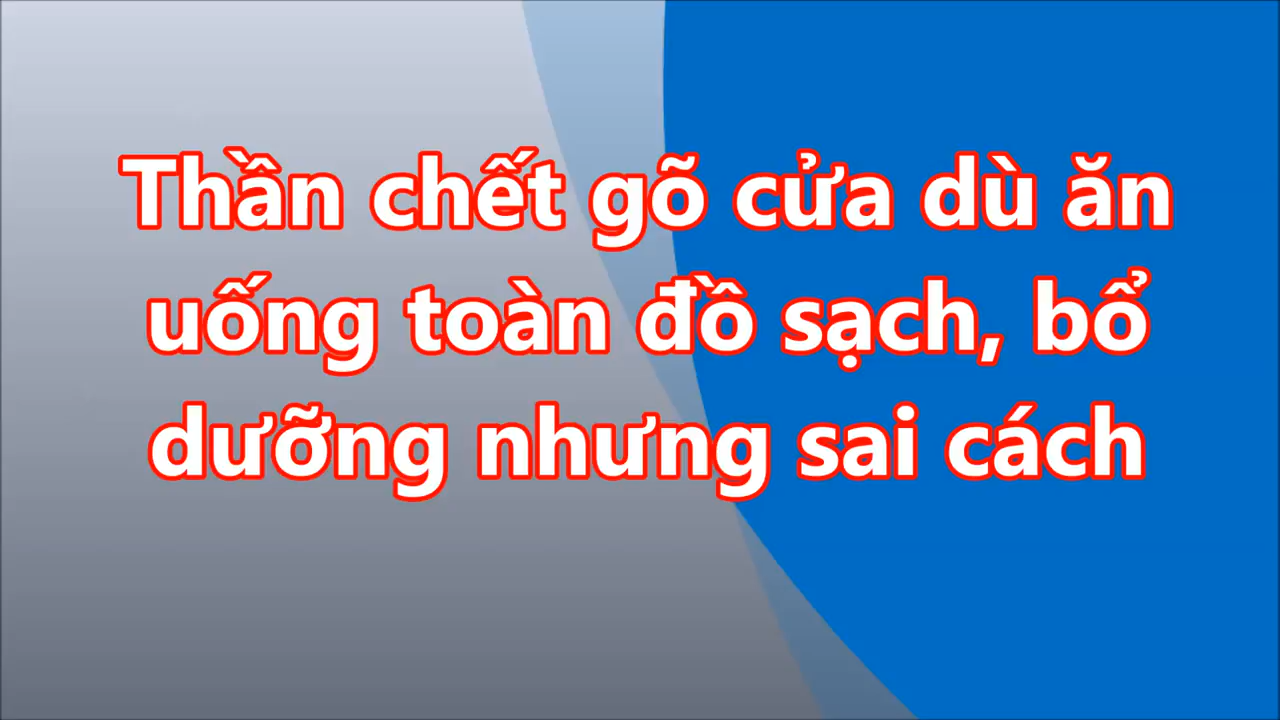 Thần chết gõ cửa dù ăn
uống toàn đồ sạch, bổ
dưỡng nhưng sai cách